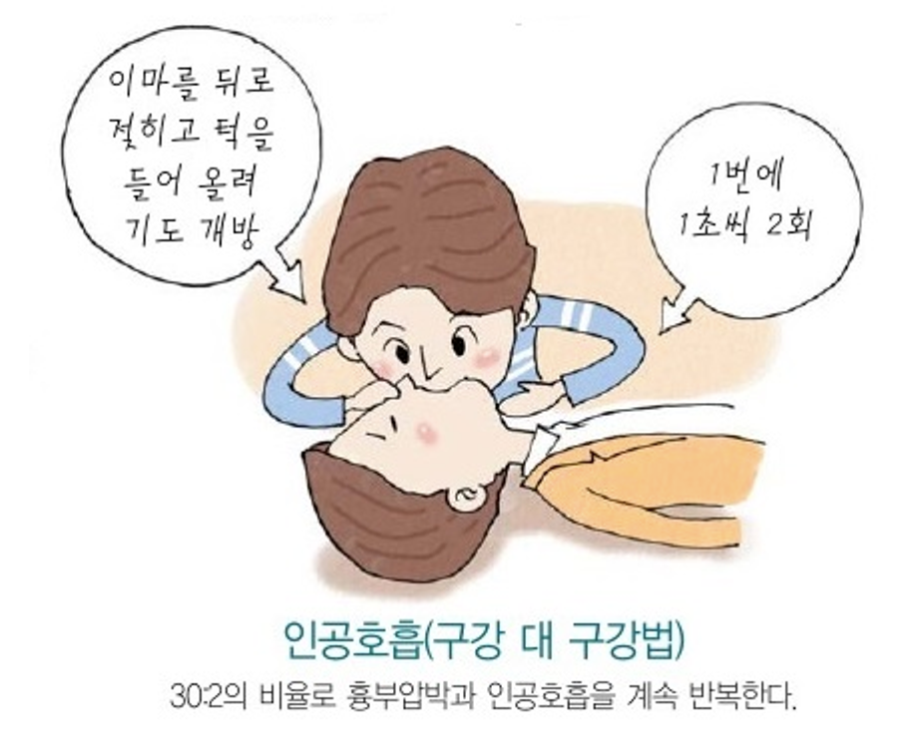 이마를 뒤로
젖히고 턱을
들어 올려
기도 개방
1번에
1초씩 2회
인공호흡(구강 대 구강법)
30:2의 비율로 흉부압박과 인공호흡을 계속 반복한다.